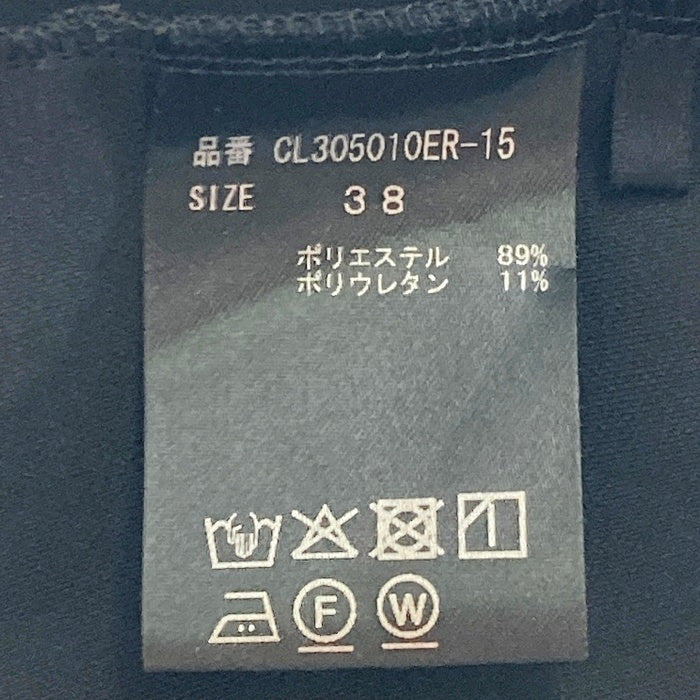 品番 CL305010ER-15
SIZE 38
ポリエステル 89%
ポリウレタン 11%
F W